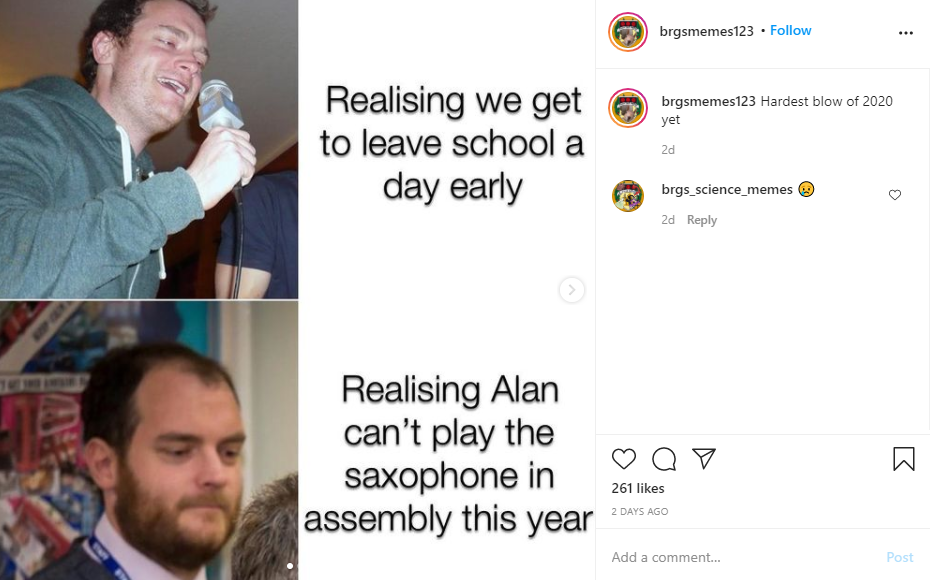 Realising we get
to leave school a
day early
Realising Alan
can't play the
saxophone in
assembly this year
brgsmemes123 • Follow
brgsmemes123 Hardest blow of 2020
yet
2d
brgs_science_memes 😥
2d Reply
261 likes
2 DAYS AGO
Add a comment... Post